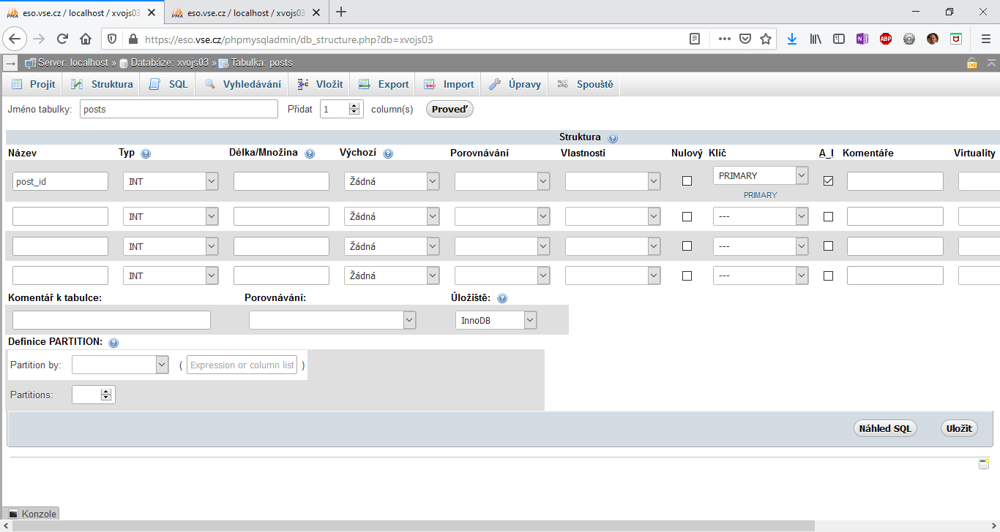 eso.vse.cz / localhost / xvojs03 eso.vse.cz / localhost / xvojs03
https://eso.vse.cz/phpmysqladmin/db_structure.php?db=xvojs03
Server: localhost » Databáze: xvojs03 » Tabulka: posts
Projít Struktura SQL Vyhledávání Vložit Export Import Úpravy Spouště
Jméno tabulky: posts Přidat 1 column(s) Proveď
Struktura
Název Typ Délka/Množina Výchozí Porovnávání Vlastnosti Nulový Klíč A_I Komentáře Virtuality
post_id INT Žádná PRIMARY
PRIMARY
INT Žádná ---
INT Žádná ---
INT Žádná ---
Komentář k tabulce: Porovnávání: Úložiště:
InnoDB
Definice PARTITION:
Partition by: ( Expression or column list )
Partitions:
Náhled SQL Uložit
Konzole